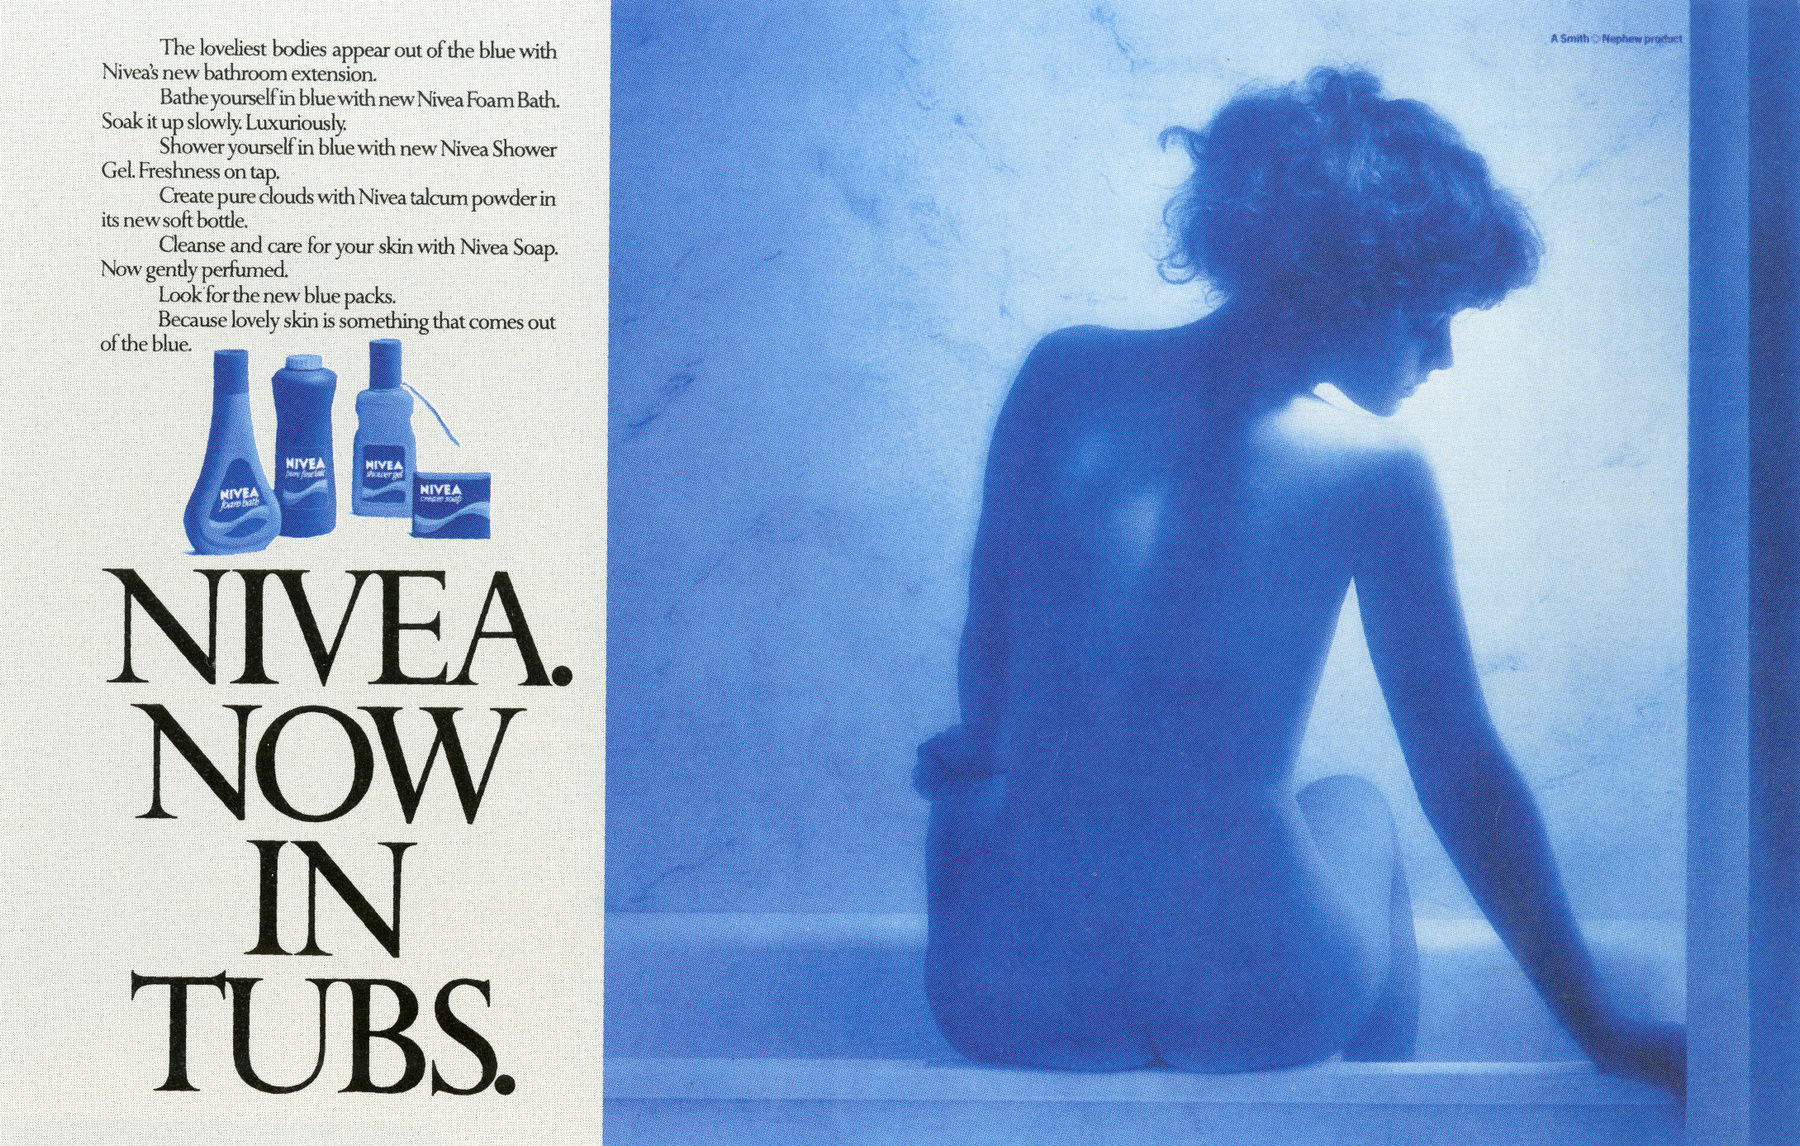 The loveliest bodies appear out of the blue with
Nivea's new bathroom extension.
Bathe yourself in blue with new Nivea Foam Bath.
Soak it up slowly. Luxuriously.
Shower yourself in blue with new Nivea Shower
Gel. Freshness on tap.
Create pure clouds with Nivea talcum powder in
its new soft bottle.
Cleanse and care for your skin with Nivea Soap.
Now gently perfumed.
Look for the new blue packs.
Because lovely skin is something that comes out
of the blue.
NIVEA
foam bath
NIVEA
NIVEA
shower gel
NIVEA
creme soap
NIVEA.
NOW
IN
TUBS.
A Smith Nephew product